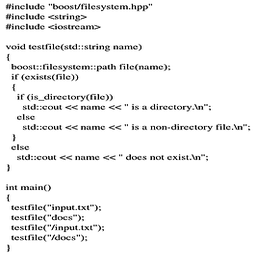 #include "boost/filesystem.hpp"
#include <string>
#include <iostream>

void testfile(std::string name)
{
  boost::filesystem::path file(name);
  if (exists(file))
  {
    if (is_directory(file))
      std::cout << name << " is a directory.\n";
    else
      std::cout << name << " is a non-directory file.\n";
  }
  else
    std::cout << name << " does not exist.\n";
}

int main()
{
  testfile("input.txt");
  testfile("docs");
  testfile("/input.txt");
  testfile("/docs");
}